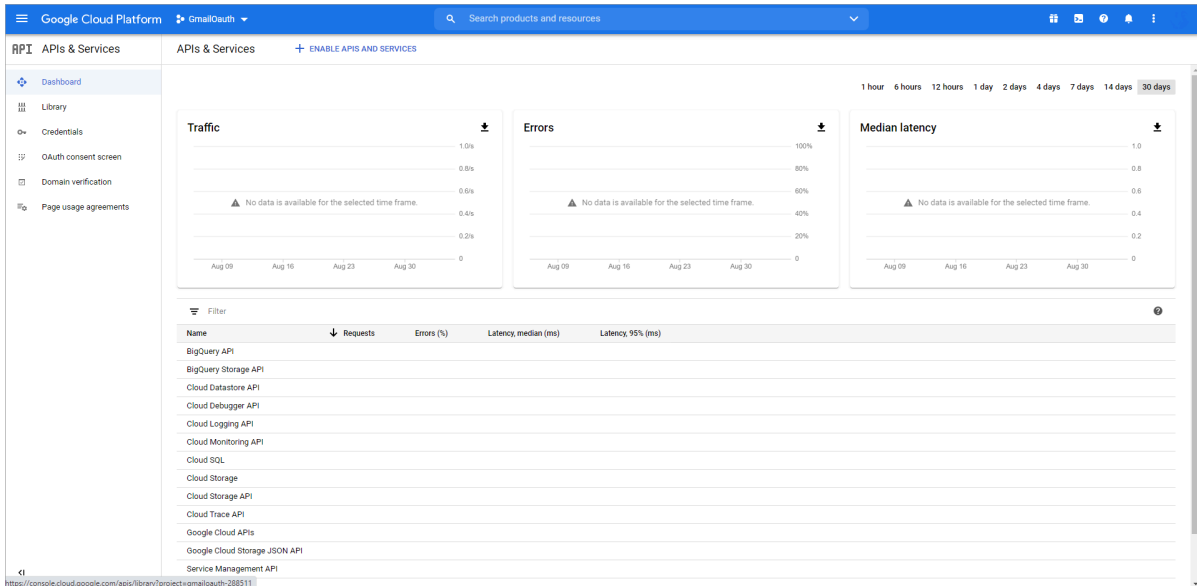 Google Cloud Platform GmailOauth Search products and resources
API APIs & Services APIs & Services + ENABLE APIS AND SERVICES
Dashboard
Library
Credentials
OAuth consent screen
Domain verification
Page usage agreements
1 hour 6 hours 12 hours 1 day 2 days 4 days 7 days 14 days 30 days
Traffic
1.0/s
0.8/s
0.6/s
No data is available for the selected time frame.
0.4/s
0.2/s
0
Aug 09 Aug 16 Aug 23 Aug 30
Errors
100%
80%
60%
No data is available for the selected time frame.
40%
20%
0
Aug 09 Aug 16 Aug 23 Aug 30
Median latency
1.0
0.8
0.6
No data is available for the selected time frame.
0.4
0.2
0
Aug 09 Aug 16 Aug 23 Aug 30
Filter
Name Requests Errors (%) Latency, median (ms) Latency, 95% (ms)
BigQuery API
BigQuery Storage API
Cloud Datastore API
Cloud Debugger API
Cloud Logging API
Cloud Monitoring API
Cloud SQL
Cloud Storage
Cloud Storage API
Cloud Trace API
Google Cloud APIs
Google Cloud Storage JSON API
Service Management API
https://console.cloud.google.com/apis/library?project=gmailoauth-288511